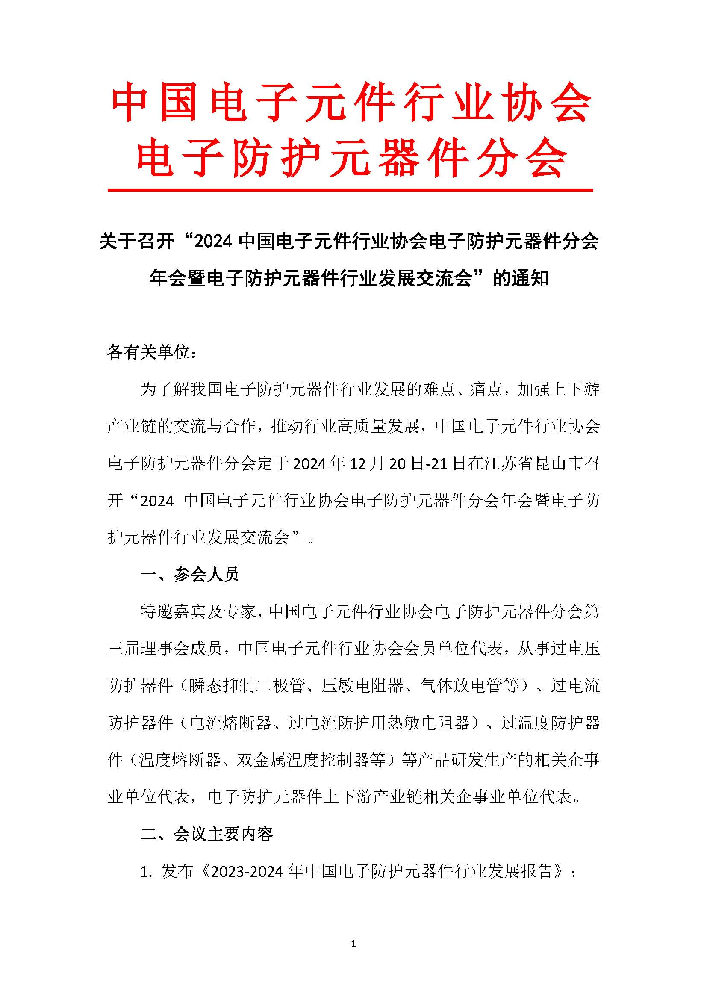 中国电子元件行业协会
电子防护元器件分会
关于召开“2024 中国电子元件行业协会电子防护元器件分会
年会暨电子防护元器件行业发展交流会”的通知
各有关单位：
为了解我国电子防护元器件行业发展的难点、痛点，加强上下游
产业链的交流与合作，推动行业高质量发展，中国电子元件行业协会
电子防护元器件分会定于 2024 年 12 月 20 日-21 日在江苏省昆山市召
开“2024 中国电子元件行业协会电子防护元器件分会年会暨电子防
护元器件行业发展交流会”。
一、参会人员
特邀嘉宾及专家，中国电子元件行业协会电子防护元器件分会第
三届理事会成员，中国电子元件行业协会会员单位代表，从事过电压
防护器件（瞬态抑制二极管、压敏电阻器、气体放电管等）、过电流
防护器件（电流熔断器、过电流防护用热敏电阻器）、过温度防护器
件（温度熔断器、双金属温度控制器等）等产品研发生产的相关企事
业单位代表，电子防护元器件上下游产业链相关企事业单位代表。
二、会议主要内容
1. 发布《2023-2024 年中国电子防护元器件行业发展报告》；
1